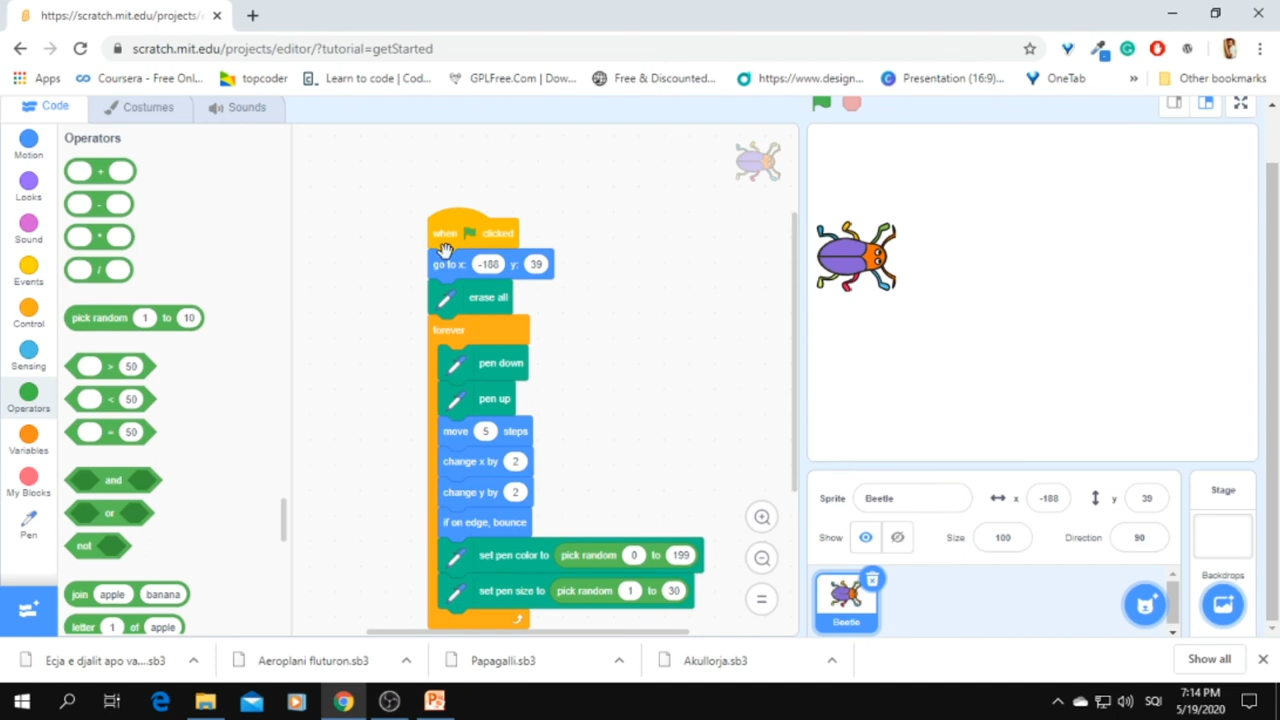 https://scratch.mit.edu/projects/
scratch.mit.edu/projects/editor/?tutorial=getStarted
Apps
Coursera - Free Onl...
topcoder
Learn to code | Cod...
GPLFree.Com | Dow...
Free & Discounted...
https://www.design...
Presentation (16:9)...
OneTab
»
Other bookmarks
Code
Costumes
Sounds
Motion
Looks
Sound
Events
Control
Sensing
Operators
Variables
My Blocks
Pen
Operators
+
-
*
/
pick random 1 to 10
> 50
< 50
= 50
and
or
not
join apple banana
letter 1 of apple
when clicked
go to x: -188 y: 39
erase all
forever
pen down
pen up
move 5 steps
change x by 2
change y by 2
if on edge, bounce
set pen color to pick random 0 to 199
set pen size to pick random 1 to 30
Sprite Beetle x -188 y 39
Show Size 100 Direction 90
Beetle
Stage
Backdrops
Ecja e djalit apo va....sb3
Aeroplani fluturon.sb3
Papagalli.sb3
Akullorja.sb3
Show all
SQI
7:14 PM
5/19/2020